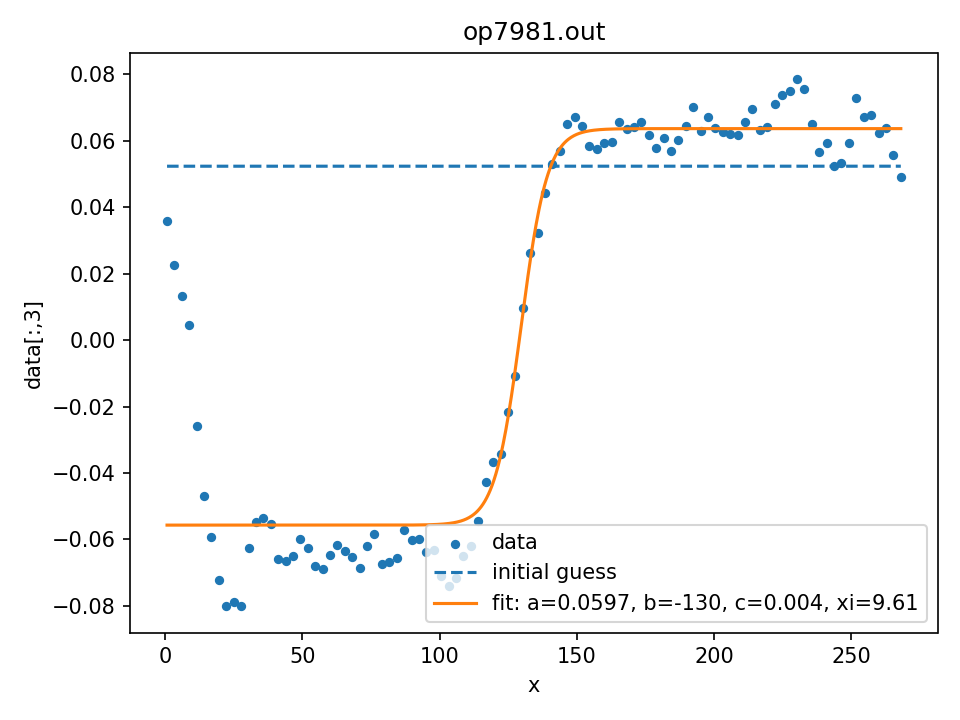 op7981.out
0.08
0.06
0.04
0.02
0.00
−0.02
−0.04
−0.06
−0.08
data[:,3]
data
initial guess
fit: a=0.0597, b=-130, c=0.004, xi=9.61
0 50 100 150 200 250
x